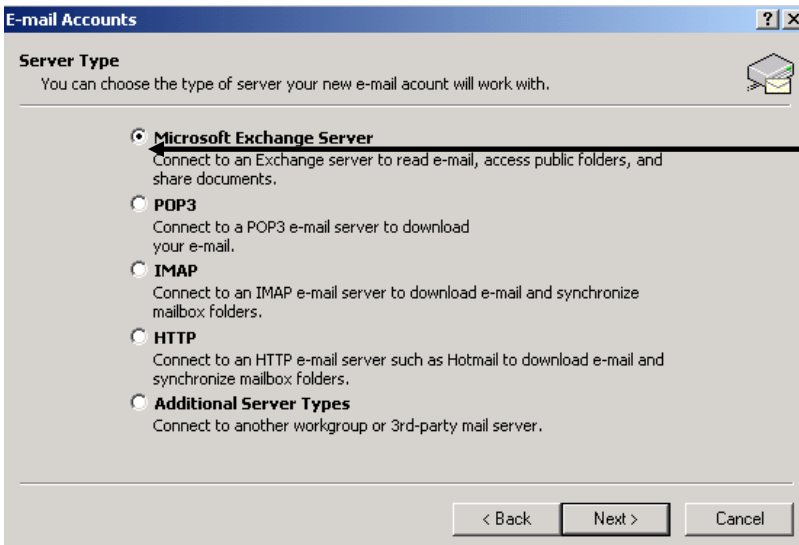 E-mail Accounts
Server Type
You can choose the type of server your new e-mail acount will work with.
Microsoft Exchange Server
Connect to an Exchange server to read e-mail, access public folders, and
share documents.
POP3
Connect to a POP3 e-mail server to download
your e-mail.
IMAP
Connect to an IMAP e-mail server to download e-mail and synchronize
mailbox folders.
HTTP
Connect to an HTTP e-mail server such as Hotmail to download e-mail and
synchronize mailbox folders.
Additional Server Types
Connect to another workgroup or 3rd-party mail server.
< Back Next > Cancel